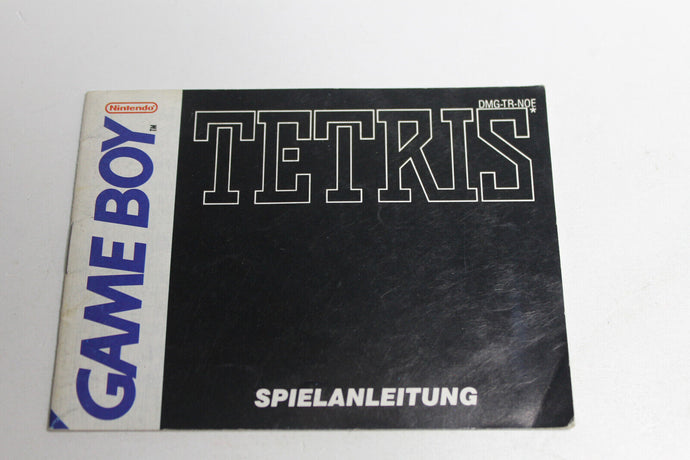 Nintendo
GAME BOY™
DMG-TR-NOE
TETRIS*
SPIELANLEITUNG